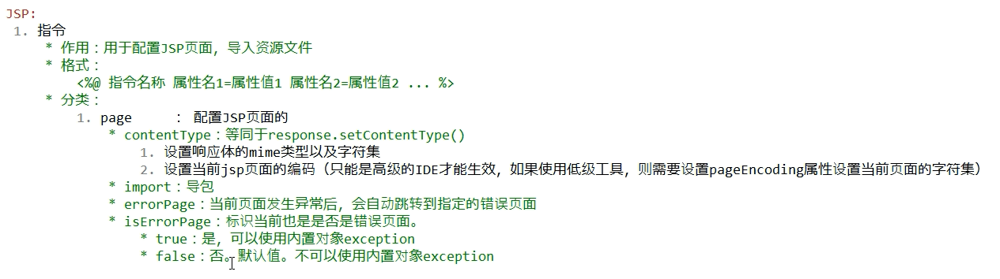 JSP:
1. 指令
* 作用：用于配置JSP页面，导入资源文件
* 格式：
<%@ 指令名称 属性名1=属性值1 属性名2=属性值2 ... %>
* 分类：
1. page ： 配置JSP页面的
* contentType：等同于response.setContentType()
1. 设置响应体的mime类型以及字符集
2. 设置当前jsp页面的编码（只能是高级的IDE才能生效，如果使用低级工具，则需要设置pageEncoding属性设置当前页面的字符集）
* import：导包
* errorPage：当前页面发生异常后，会自动跳转到指定的错误页面
* isErrorPage：标识当前也是是否是错误页面。
* true：是，可以使用内置对象exception
* false：否。默认值。不可以使用内置对象exception